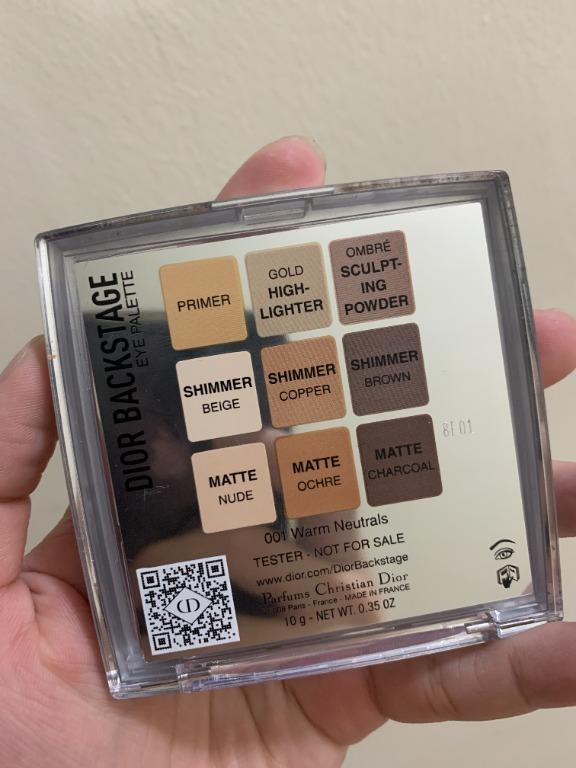 DIOR BACKSTAGE
EYE PALETTE
PRIMER
GOLD
HIGH-
LIGHTER
OMBRÉ
SCULPT-
ING
POWDER
SHIMMER
BEIGE
SHIMMER
COPPER
SHIMMER
BROWN
MATTE
NUDE
MATTE
OCHRE
MATTE
CHARCOAL
8F01
001 Warm Neutrals
TESTER - NOT FOR SALE
www.dior.com/DiorBackstage
Parfums Christian Dior
Paris - France - MADE IN FRANCE
10 g - NET WT. 0.35 OZ
CD